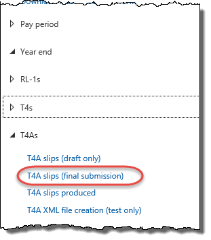 Pay period
Year end
RL-1s
T4s
T4As
T4A slips (draft only)
T4A slips (final submission)
T4A slips produced
T4A XML file creation (test only)